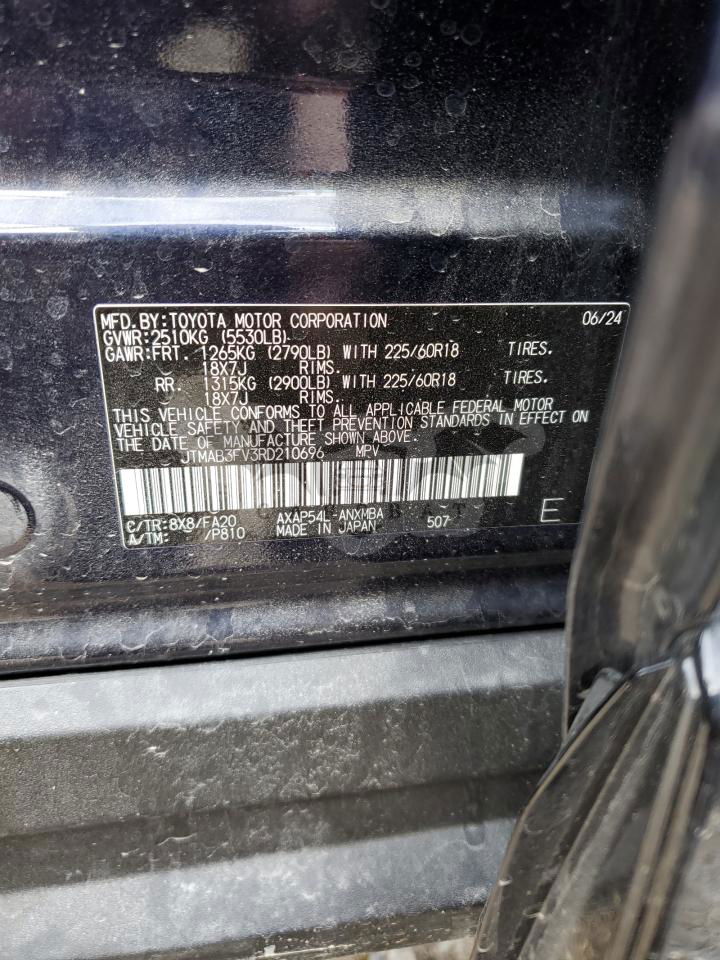 MFD.BY:TOYOTA MOTOR CORPORATION 06/24
GVWR:2510KG (5530LB)
GAWR:FRT. 1265KG (2790LB) WITH 225/60R18 TIRES.
18X7J RIMS.
RR. 1315KG (2900LB) WITH 225/60R18 TIRES.
18X7J RIMS.
THIS VEHICLE CONFORMS TO ALL APPLICABLE FEDERAL MOTOR
VEHICLE SAFETY AND THEFT PREVENTION STANDARDS IN EFFECT ON
THE DATE OF MANUFACTURE SHOWN ABOVE.
JTMAB3FV3RD210696 MPV
C/TR:8X8/FA20 AXAP54L-ANXMBA E
A/TM: /P810 MADE IN JAPAN 507